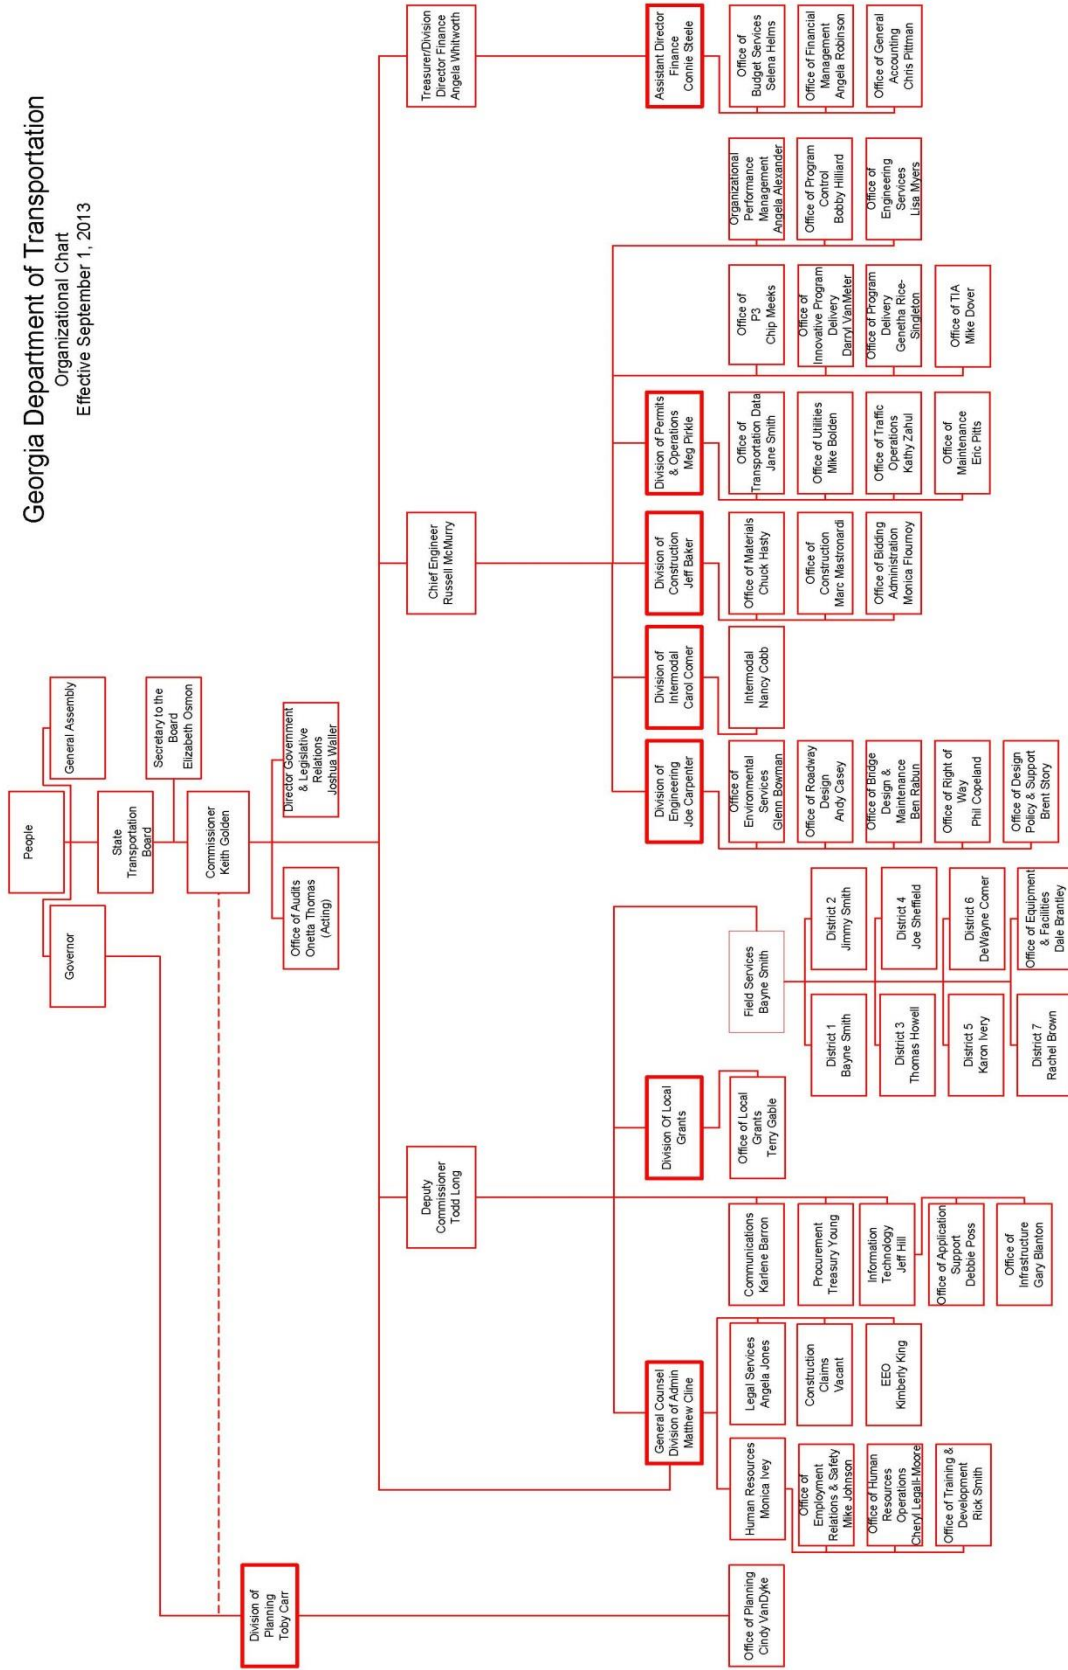 Georgia Department of Transportation
Organizational Chart
Effective September 1, 2013
People
Governor
General Assembly
State
Transportation
Board
Secretary to the
Board
Elizabeth Osmon
Commissioner
Keith Golden
Office of Audits
Onetta Thomas
(Acting)
Director Government
& Legislative
Relations
Joshua Waller
Division of
Planning
Toby Carr
Deputy
Commissioner
Todd Long
Chief Engineer
Russell McMurry
Treasurer/Division
Director Finance
Angela Whitworth
General Counsel
Division of Admin
Matthew Cline
Division Of Local
Grants
Division of
Engineering
Joe Carpenter
Division of
Intermodal
Carol Comer
Division of
Construction
Jeff Baker
Division of Permits
& Operations
Meg Pirkle
Assistant Director
Finance
Connie Steele
Office of Planning
Cindy VanDyke
Human Resources
Monica Ivey
Office of
Employment
Relations & Safety
Mike Johnson
Office of Human
Resources
Operations
Cheryl Legall-Moore
Office of Training &
Development
Rick Smith
Legal Services
Angela Jones
Construction
Claims
Vacant
EEO
Kimberly King
Communications
Karlene Barron
Procurement
Treasury Young
Information
Technology
Jeff Hill
Office of Application
Support
Debbie Poss
Office of
Infrastructure
Gary Blanton
Office of Local
Grants
Terry Gable
Field Services
Bayne Smith
District 1
Bayne Smith
District 2
Jimmy Smith
District 3
Thomas Howell
District 4
Joe Sheffield
District 5
Karon Ivery
District 6
DeWayne Comer
District 7
Rachel Brown
Office of Equipment
& Facilities
Dale Brantley
Office of
Environmental
Services
Glenn Bowman
Office of Roadway
Design
Andy Casey
Office of Bridge
Design &
Maintenance
Ben Rabun
Office of Right of
Way
Phil Copeland
Office of Design
Policy & Support
Brent Story
Intermodal
Nancy Cobb
Office of Materials
Chuck Hasty
Office of
Construction
Marc Mastronardi
Office of Bidding
Administration
Monica Flournoy
Office of
Transportation Data
Jane Smith
Office of Utilities
Mike Bolden
Office of Traffic
Operations
Kathy Zahul
Office of
Maintenance
Eric Pitts
Office of
P3
Chip Meeks
Office of
Innovative Program
Delivery
Darryl VanMeter
Office of Program
Delivery
Genetha Rice-
Singleton
Office of TIA
Mike Dover
Organizational
Performance
Management
Angela Alexander
Office of Program
Control
Bobby Hilliard
Office of
Engineering
Services
Lisa Myers
Office of
Budget Services
Selena Helms
Office of Financial
Management
Angela Robinson
Office of General
Accounting
Chris Pittman